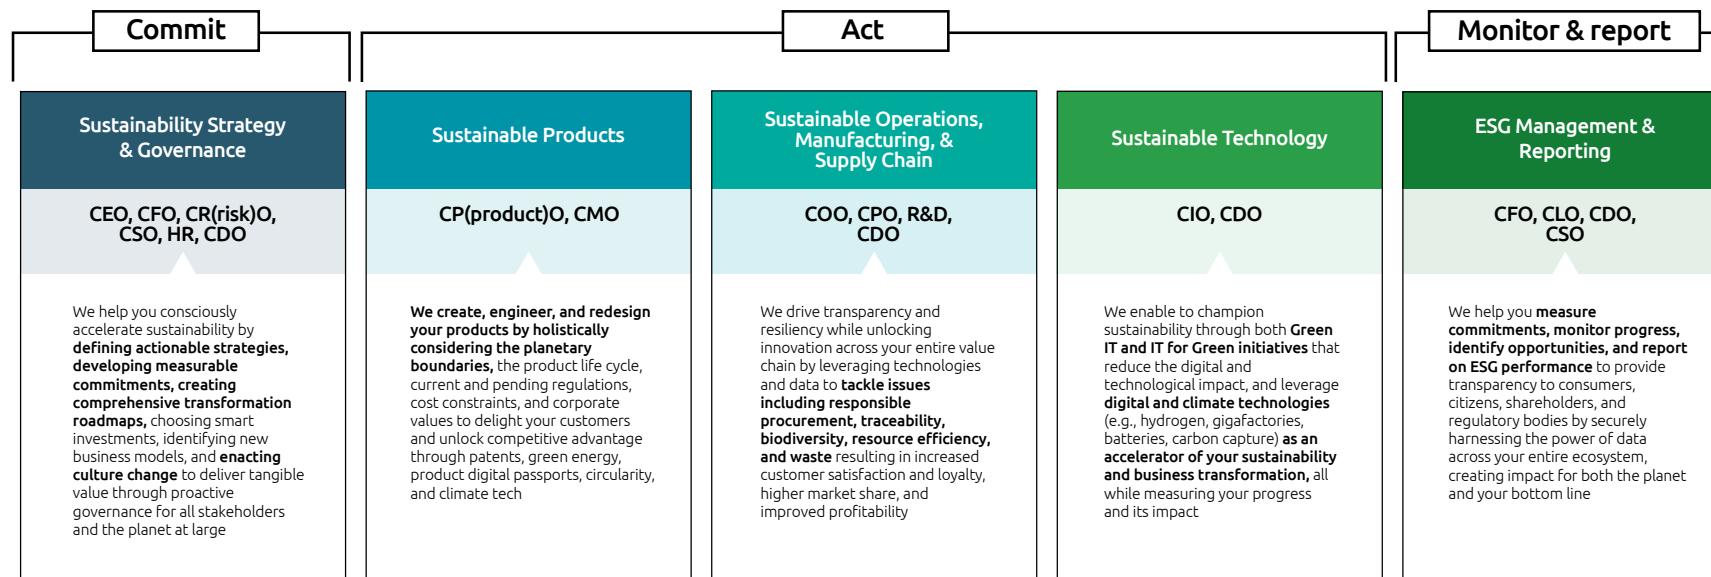 Commit
Act
Monitor & report
Sustainability Strategy
& Governance
CEO, CFO, CR(risk)O,
CSO, HR, CDO
We help you consciously
accelerate sustainability by
defining actionable strategies,
developing measurable
commitments, creating
comprehensive transformation
roadmaps, choosing smart
investments, identifying new
business models, and enacting
culture change to deliver tangible
value through proactive
governance for all stakeholders
and the planet at large
Sustainable Products
CP(product)O, CMO
We create, engineer, and redesign
your products by holistically
considering the planetary
boundaries, the product life cycle,
current and pending regulations,
cost constraints, and corporate
values to delight your customers
and unlock competitive advantage
through patents, green energy,
product digital passports, circularity,
and climate tech
Sustainable Operations,
Manufacturing, &
Supply Chain
COO, CPO, R&D,
CDO
We drive transparency and
resiliency while unlocking
innovation across your entire value
chain by leveraging technologies
and data to tackle issues
including responsible
procurement, traceability,
biodiversity, resource efficiency,
and waste resulting in increased
customer satisfaction and loyalty,
higher market share, and
improved profitability
Sustainable Technology
CIO, CDO
We enable to champion
sustainability through both Green
IT and IT for Green initiatives that
reduce the digital and
technological impact, and leverage
digital and climate technologies
(e.g., hydrogen, gigafactories,
batteries, carbon capture) as an
accelerator of your sustainability
and business transformation, all
while measuring your progress
and its impact
ESG Management &
Reporting
CFO, CLO, CDO,
CSO
We help you measure
commitments, monitor progress,
identify opportunities, and report
on ESG performance to provide
transparency to consumers,
citizens, shareholders, and
regulatory bodies by securely
harnessing the power of data
across your entire ecosystem,
creating impact for both the planet
and your bottom line